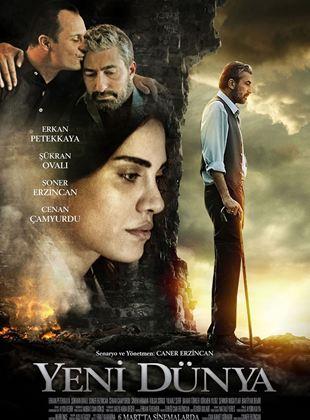 ERKAN
PETEKKAYA
ŞÜKRAN
OVALI
SONER
ERZİNCAN
CENAN
ÇAMYURDU
Senaryo ve Yönetmen: CANER ERZİNCAN
YENİ DÜNYA
6 MART'TA SİNEMALARDA